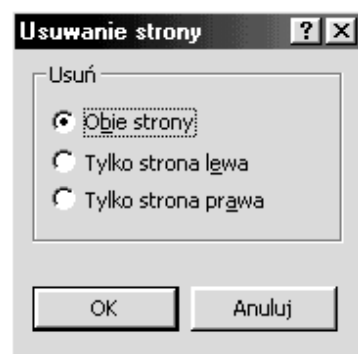 Usuwanie strony
Usuń
Obie strony
Tylko strona lewa
Tylko strona prawa
OK
Anuluj